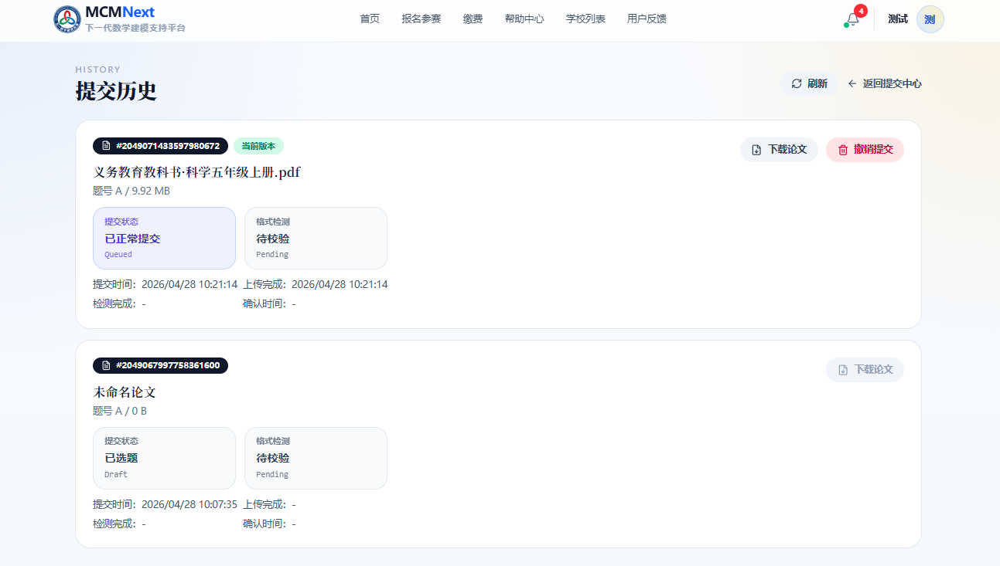 MCMNext
下一代数学建模支持平台
首页 报名参赛 缴费 帮助中心 学校列表 用户反馈
4
测试 测
HISTORY
提交历史
刷新 返回提交中心
#2049071433597980672 当前版本
下载论文 撤销提交
义务教育教科书·科学五年级上册.pdf
题号 A / 9.92 MB
提交状态 格式检测
已正常提交 待校验
Queued Pending
提交时间: 2026/04/28 10:21:14 上传完成: 2026/04/28 10:21:14
检测完成: - 确认时间: -
#2049067997758361600
下载论文
未命名论文
题号 A / 0 B
提交状态 格式检测
已选题 待校验
Draft Pending
提交时间: 2026/04/28 10:07:35 上传完成: -
检测完成: - 确认时间: -